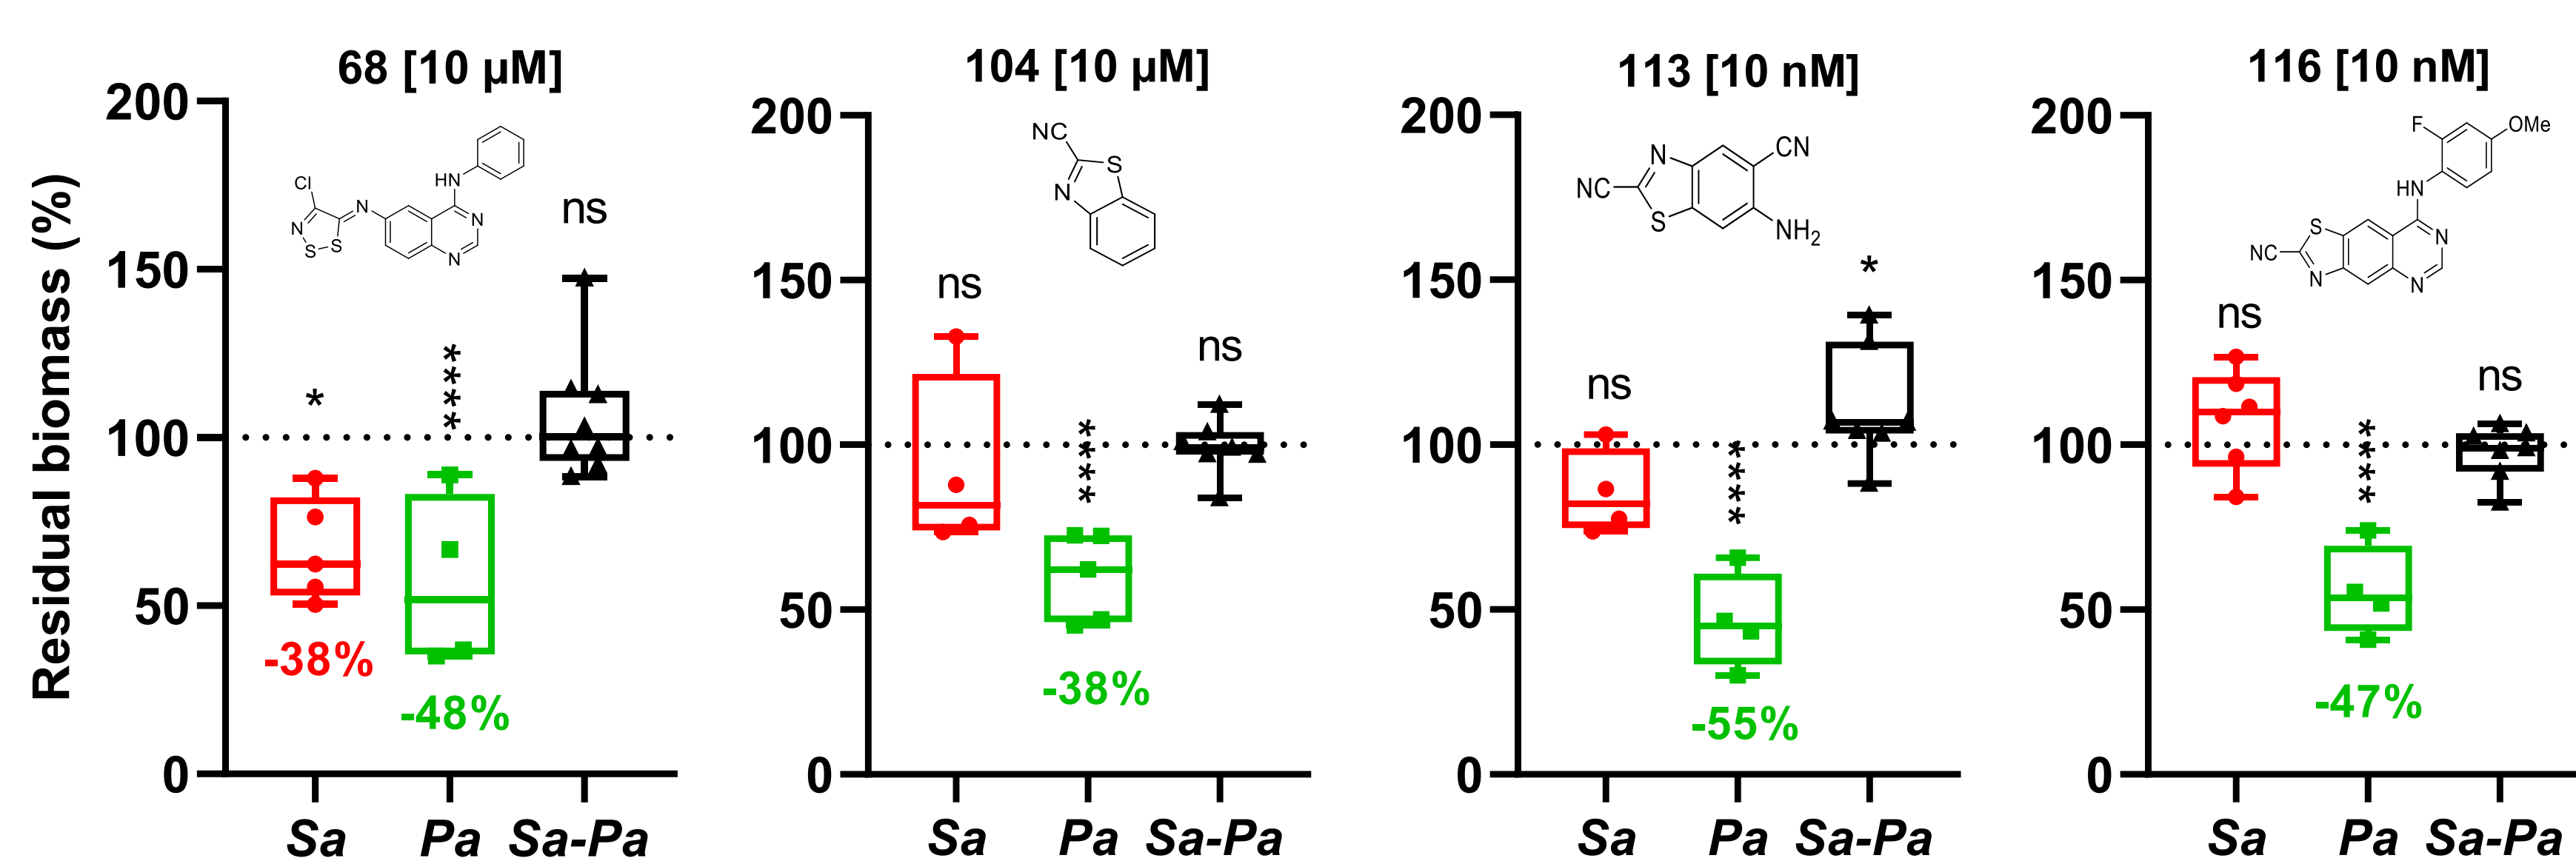 Residual biomass (%)
68 [10 µM]
200
150
100
50
0
Cl
N
S
S
N
HN
N
N
*
****
ns
-38%
-48%
Sa
Pa
Sa-Pa
104 [10 µM]
200
150
100
50
0
NC
S
N
ns
****
ns
-38%
Sa
Pa
Sa-Pa
113 [10 nM]
200
150
100
50
0
N
CN
NC
S
NH2
ns
****
*
-55%
Sa
Pa
Sa-Pa
116 [10 nM]
200
150
100
50
0
F
OMe
HN
S
N
NC
N
N
ns
****
ns
-47%
Sa
Pa
Sa-Pa